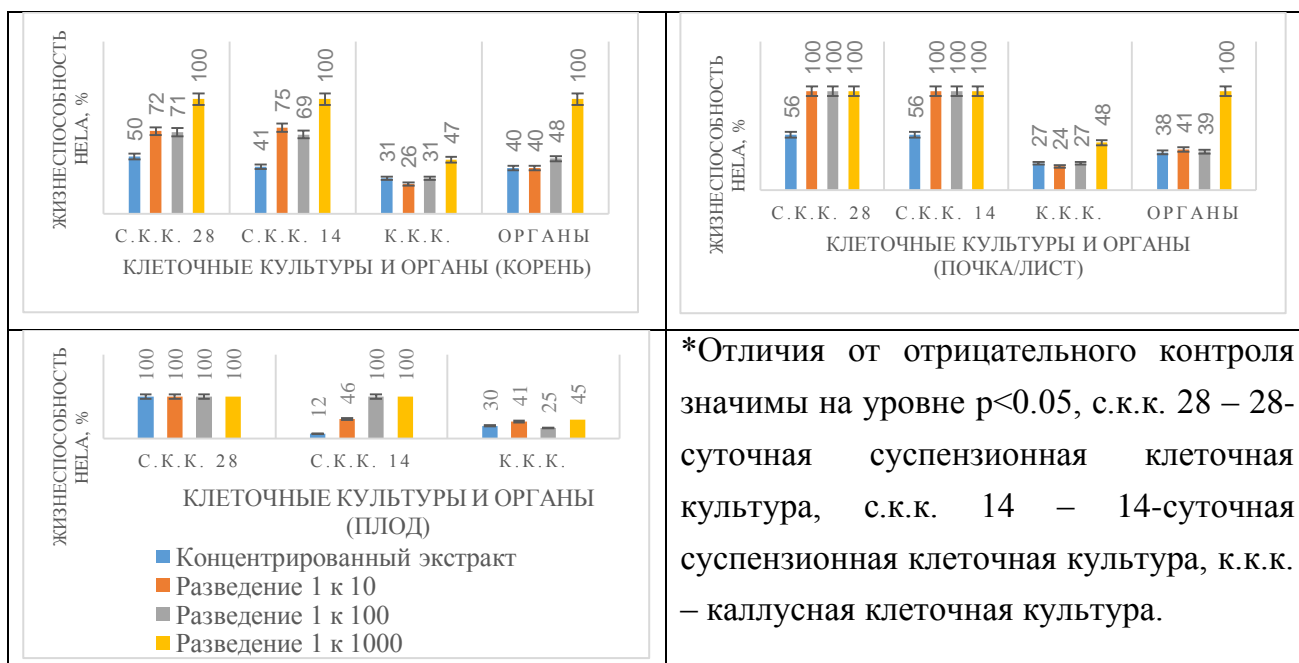 ЖИЗНЕСПОСОБНОСТЬ
HELA, %
50 72 71 100 41 75 69 100 31 26 31 47 40 40 48 100
С.К.К. 28 С.К.К. 14 К.К.К. ОРГАНЫ
КЛЕТОЧНЫЕ КУЛЬТУРЫ И ОРГАНЫ (КОРЕНЬ)
ЖИЗНЕСПОСОБНОСТЬ
HELA, %
56 100 100 100 56 100 100 100 27 24 27 48 38 41 39 100
С.К.К. 28 С.К.К. 14 К.К.К. ОРГАНЫ
КЛЕТОЧНЫЕ КУЛЬТУРЫ И ОРГАНЫ
(ПОЧКА/ЛИСТ)
ЖИЗНЕСПОСОБНОСТЬ
HELA, %
100 100 100 100 12 46 100 100 30 41 25 45
С.К.К. 28 С.К.К. 14 К.К.К.
КЛЕТОЧНЫЕ КУЛЬТУРЫ И ОРГАНЫ
(ПЛОД)
Концентрированный экстракт
Разведение 1 к 10
Разведение 1 к 100
Разведение 1 к 1000
*Отличия от отрицательного контроля
значимы на уровне p<0.05, с.к.к. 28 – 28-
суточная суспензионная клеточная
культура, с.к.к. 14 – 14-суточная
суспензионная клеточная культура, к.к.к.
– каллусная клеточная культура.